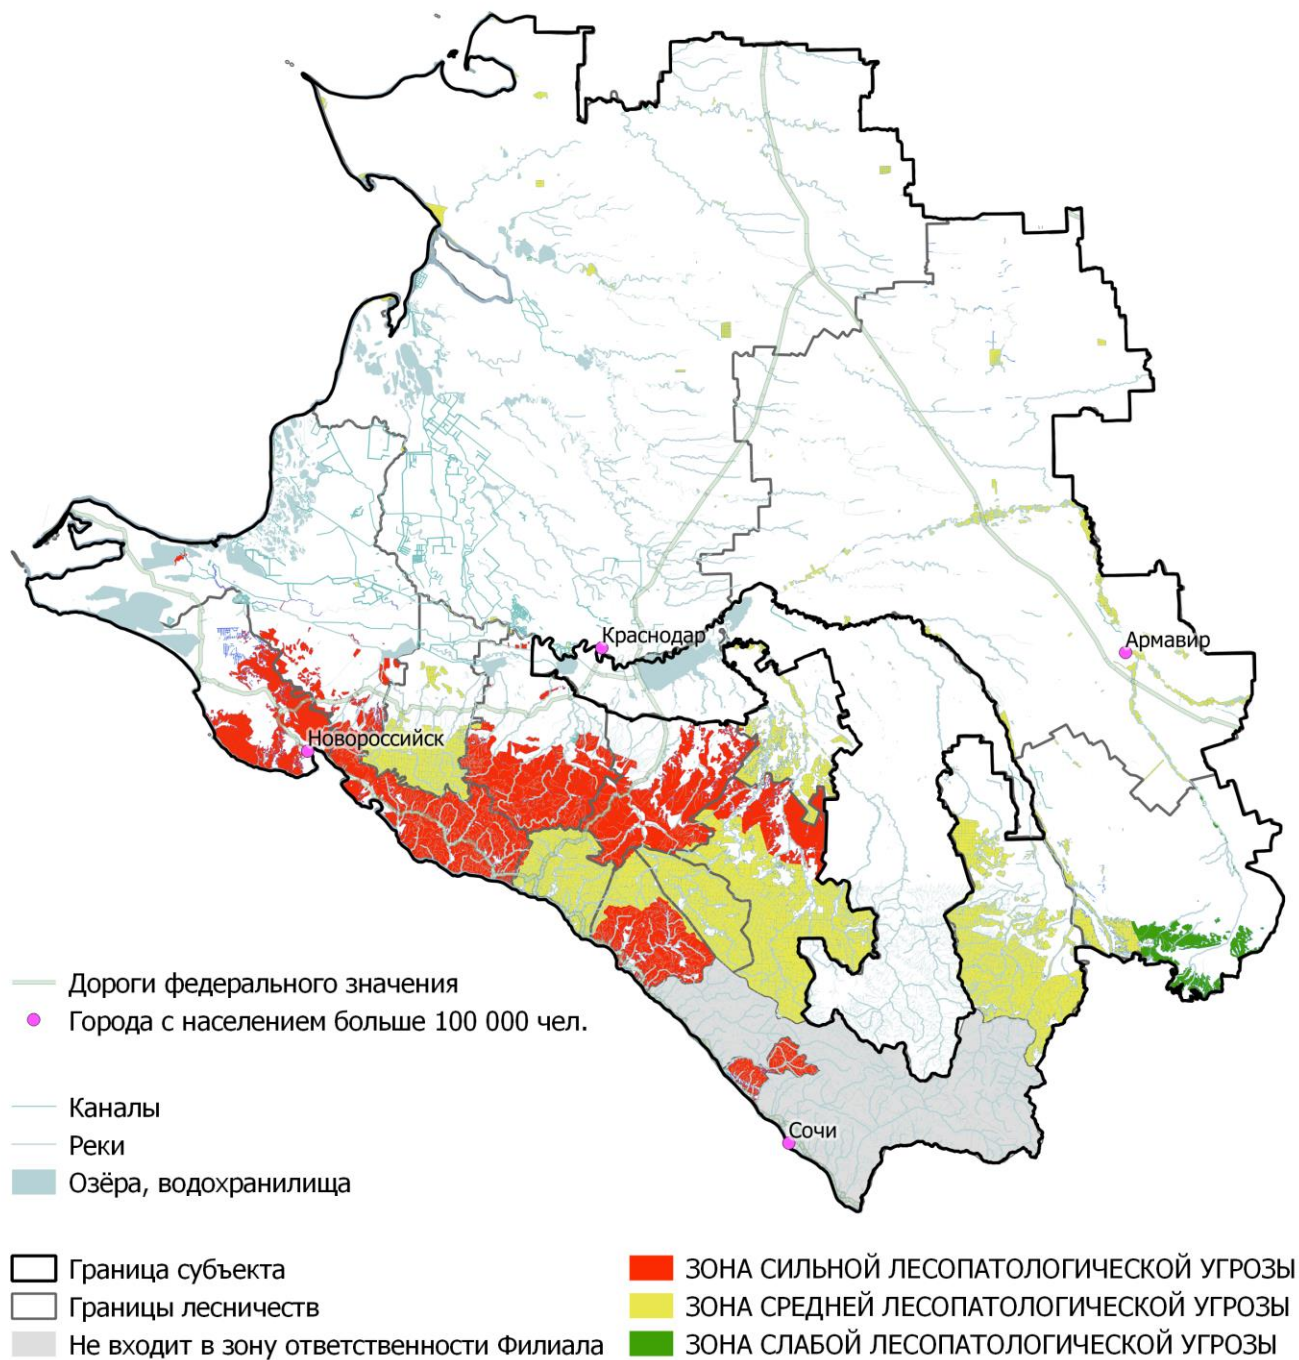 Краснодар
Армавир
Новороссийск
Сочи
Дороги федерального значения
Города с населением больше 100 000 чел.
Каналы
Реки
Озёра, водохранилища
Граница субъекта
Границы лесничеств
Не входит в зону ответственности Филиала
ЗОНА СИЛЬНОЙ ЛЕСОПАТОЛОГИЧЕСКОЙ УГРОЗЫ
ЗОНА СРЕДНЕЙ ЛЕСОПАТОЛОГИЧЕСКОЙ УГРОЗЫ
ЗОНА СЛАБОЙ ЛЕСОПАТОЛОГИЧЕСКОЙ УГРОЗЫ